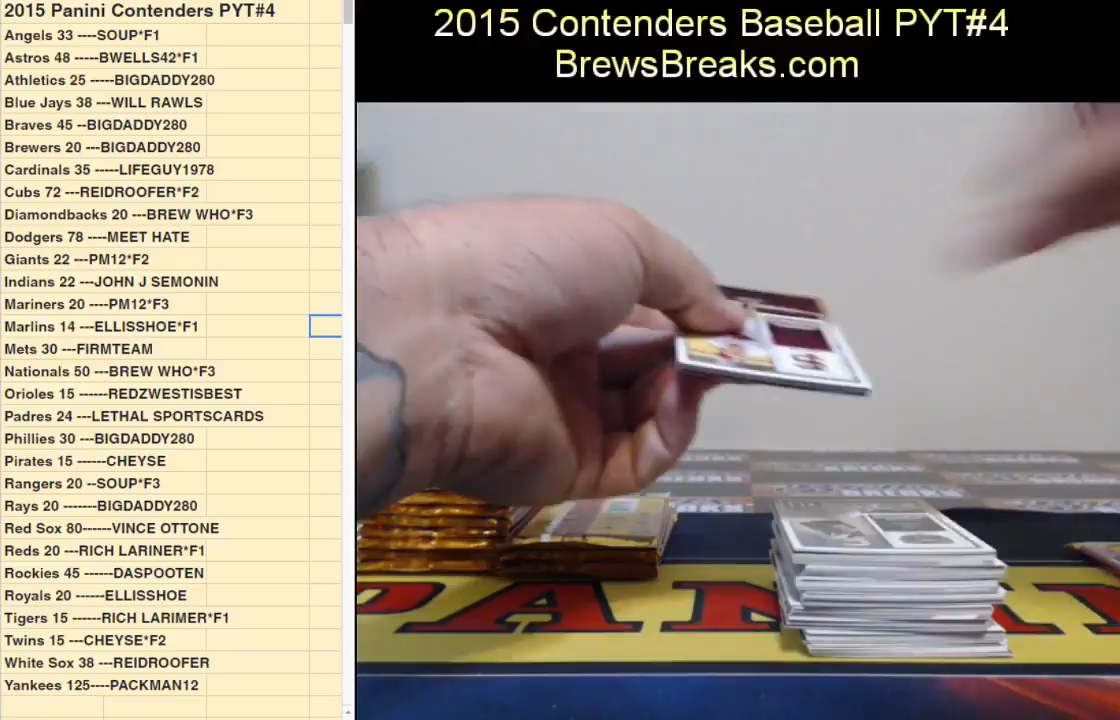 2015 Panini Contenders PYT#4
Angels 33 ----SOUP*F1
Astros 48 -----BWELLS42*F1
Athletics 25 -----BIGDADDY280
Blue Jays 38 ---WILL RAWLS
Braves 45 --BIGDADDY280
Brewers 20 ---BIGDADDY280
Cardinals 35 -----LIFEGUY1978
Cubs 72 ---REIDROOFER*F2
Diamondbacks 20 ---BREW WHO*F3
Dodgers 78 ----MEET HATE
Giants 22 ---PM12*F2
Indians 22 ---JOHN J SEMONIN
Mariners 20 ----PM12*F3
Marlins 14 ---ELLISSHOE*F1
Mets 30 ---FIRMTEAM
Nationals 50 ---BREW WHO*F3
Orioles 15 ------REDZWESTISBEST
Padres 24 ---LETHAL SPORTSCARDS
Phillies 30 ---BIGDADDY280
Pirates 15 ------CHEYSE
Rangers 20 --SOUP*F3
Rays 20 -------BIGDADDY280
Red Sox 80------VINCE OTTONE
Reds 20 ---RICH LARINER*F1
Rockies 45 ------DASPOOTEN
Royals 20 ------ELLISSHOE
Tigers 15 ------RICH LARIMER*F1
Twins 15 ---CHEYSE*F2
White Sox 38 ---REIDROOFER
Yankees 125----PACKMAN12
2015 Contenders Baseball PYT#4
BrewsBreaks.com
PANINI